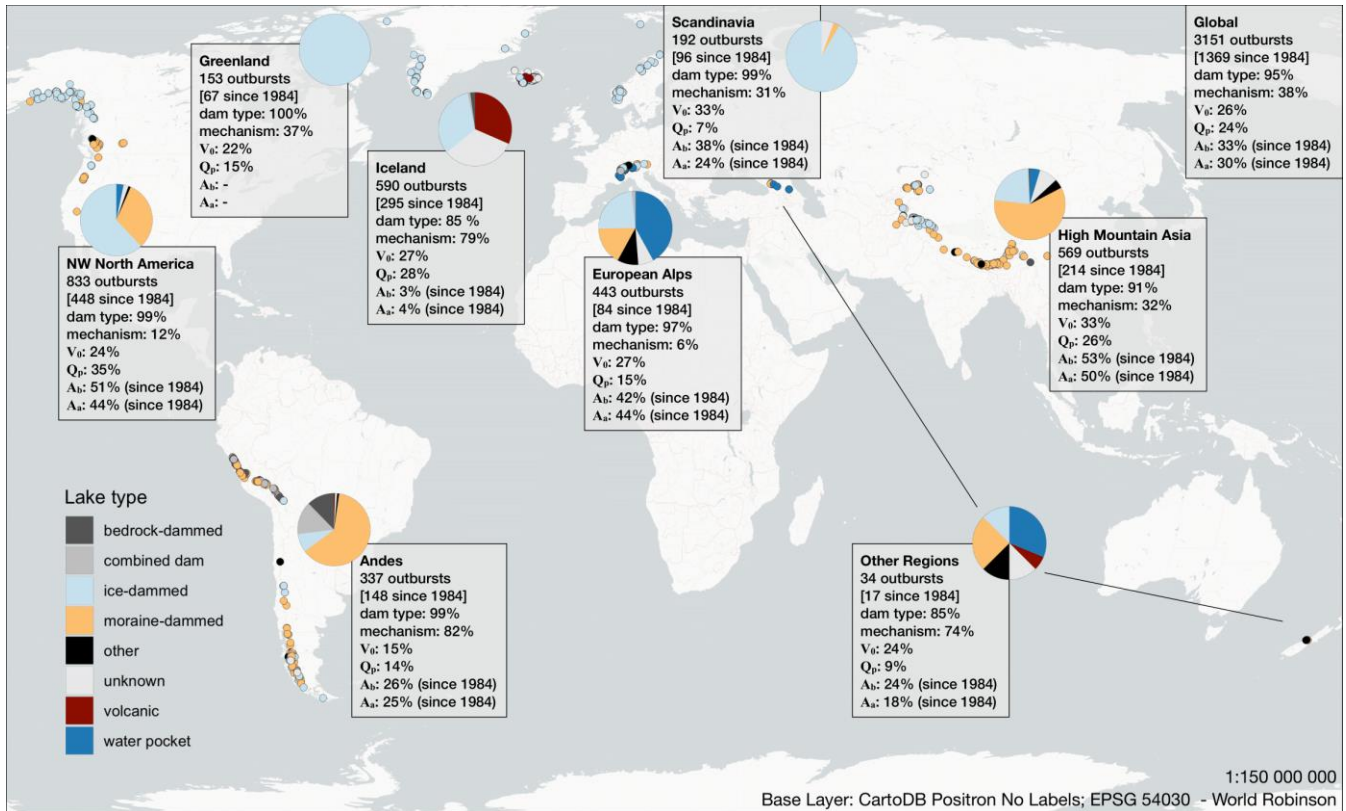 Greenland
153 outbursts
[67 since 1984]
dam type: 100%
mechanism: 37%
V₀: 22%
Qₚ: 15%
A_b: -
Aₐ: -
Scandinavia
192 outbursts
[96 since 1984]
dam type: 99%
mechanism: 31%
V₀: 33%
Qₚ: 7%
A_b: 38% (since 1984)
Aₐ: 24% (since 1984)
Global
3151 outbursts
[1369 since 1984]
dam type: 95%
mechanism: 38%
V₀: 26%
Qₚ: 24%
A_b: 33% (since 1984)
Aₐ: 30% (since 1984)
Iceland
590 outbursts
[295 since 1984]
dam type: 85 %
mechanism: 79%
V₀: 27%
Qₚ: 28%
A_b: 3% (since 1984)
Aₐ: 4% (since 1984)
NW North America
833 outbursts
[448 since 1984]
dam type: 99%
mechanism: 12%
V₀: 24%
Qₚ: 35%
A_b: 51% (since 1984)
Aₐ: 44% (since 1984)
European Alps
443 outbursts
[84 since 1984]
dam type: 97%
mechanism: 6%
V₀: 27%
Qₚ: 15%
A_b: 42% (since 1984)
Aₐ: 44% (since 1984)
High Mountain Asia
569 outbursts
[214 since 1984]
dam type: 91%
mechanism: 32%
V₀: 33%
Qₚ: 26%
A_b: 53% (since 1984)
Aₐ: 50% (since 1984)
Lake type
bedrock-dammed
combined dam
ice-dammed
moraine-dammed
other
unknown
volcanic
water pocket
Andes
337 outbursts
[148 since 1984]
dam type: 99%
mechanism: 82%
V₀: 15%
Qₚ: 14%
A_b: 26% (since 1984)
Aₐ: 25% (since 1984)
Other Regions
34 outbursts
[17 since 1984]
dam type: 85%
mechanism: 74%
V₀: 24%
Qₚ: 9%
A_b: 24% (since 1984)
Aₐ: 18% (since 1984)
1:150 000 000
Base Layer: CartoDB Positron No Labels; EPSG 54030 - World Robinson